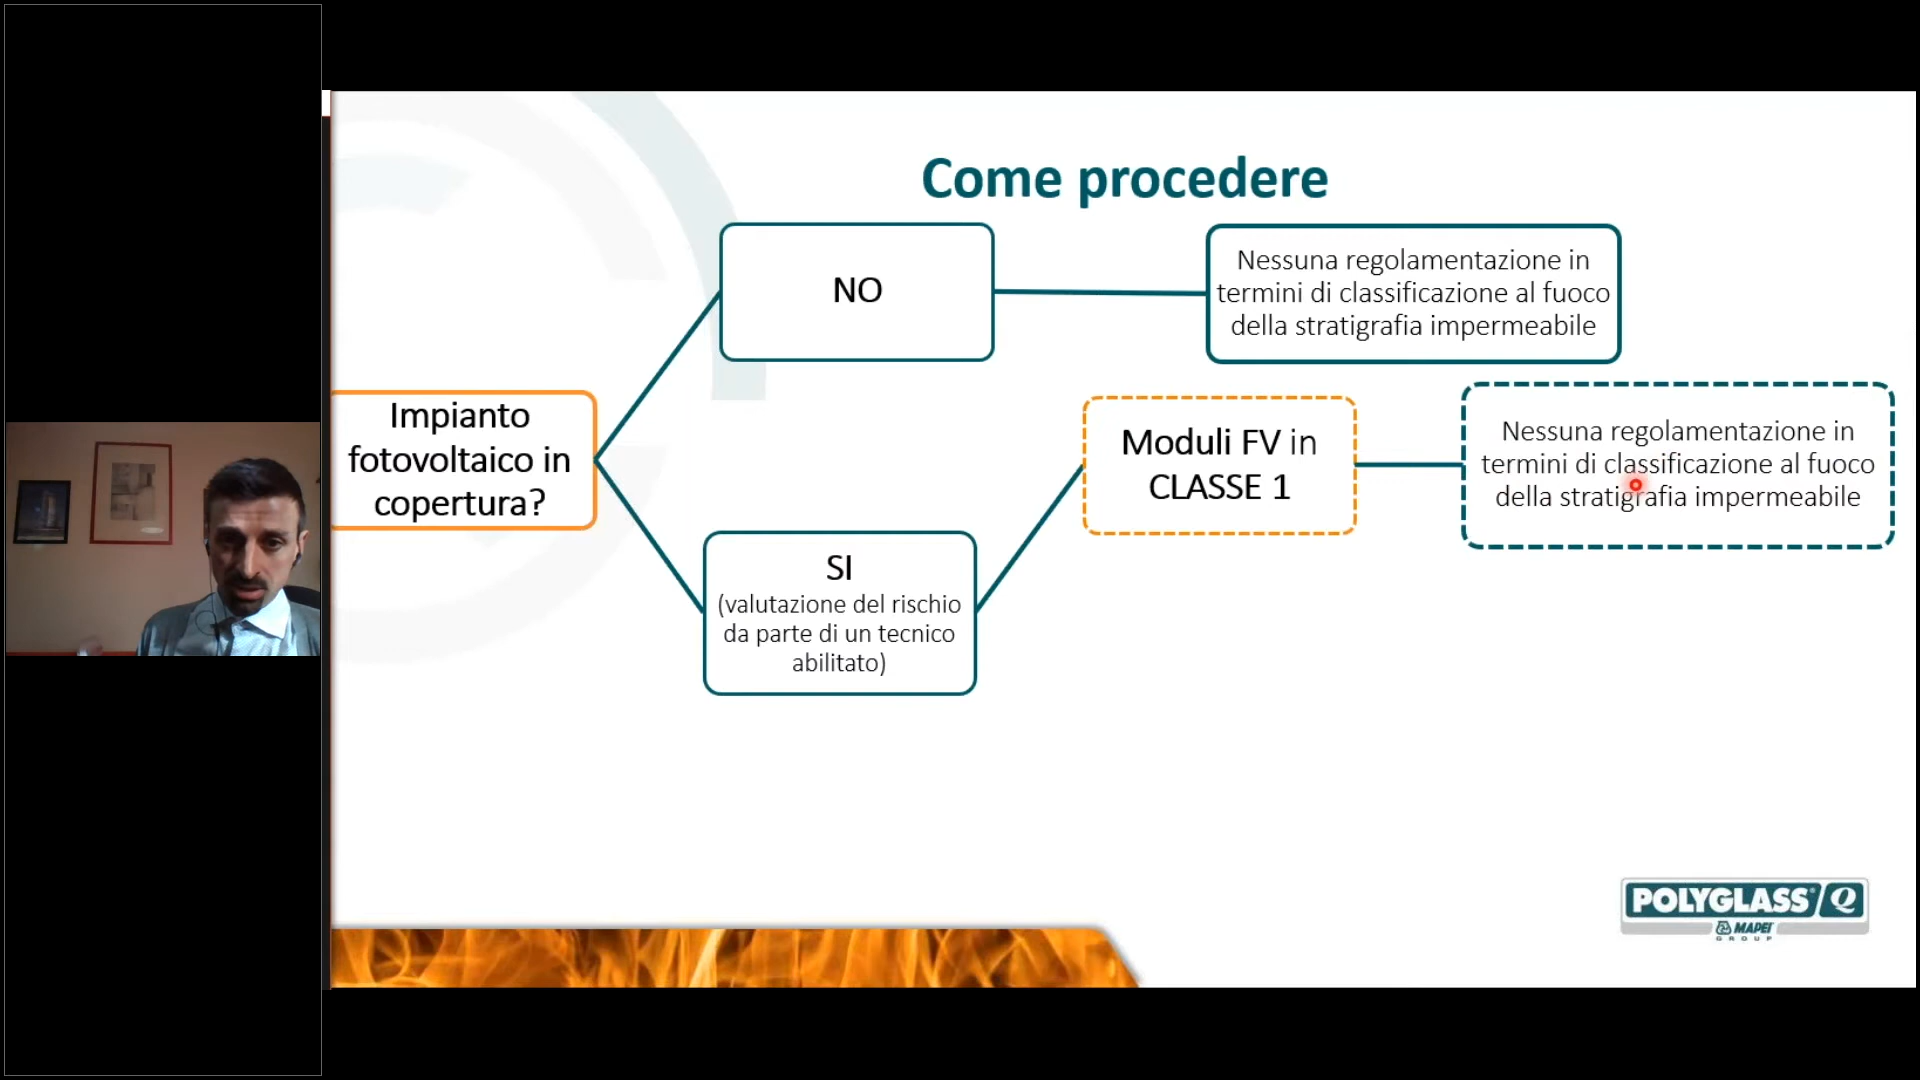 Come procedere
NO
Nessuna regolamentazione in
termini di classificazione al fuoco
della stratigrafia impermeabile
Impianto
fotovoltaico in
copertura?
Moduli FV in
CLASSE 1
Nessuna regolamentazione in
termini di classificazione al fuoco
della stratigrafia impermeabile
SI
(valutazione del rischio
da parte di un tecnico
abilitato)
POLYGLASS® Q
MAPEI
GROUP